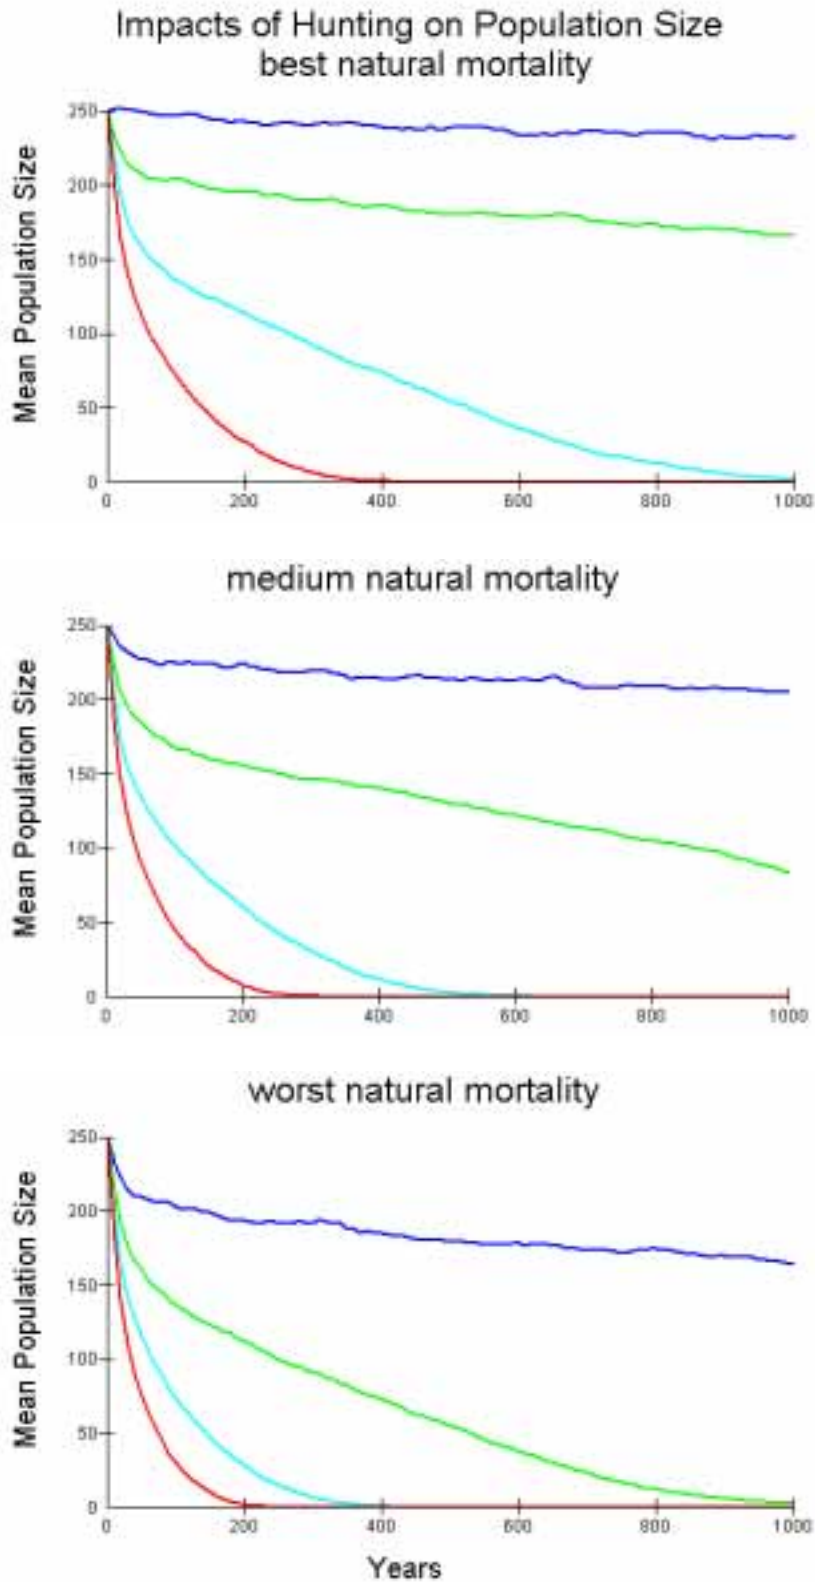 Impacts of Hunting on Population Size
best natural mortality
Mean Population Size
250
200
150
100
50
0
0 200 400 600 800 1000
medium natural mortality
Mean Population Size
250
200
150
100
50
0
0 200 400 600 800 1000
worst natural mortality
Mean Population Size
250
200
150
100
50
0
0 200 400 600 800 1000
Years